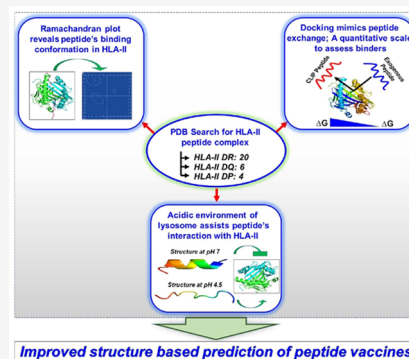 Ramachandran plot
reveals peptide's binding
conformation in HLA-II
Docking mimics peptide
exchange: A quantitative scale
to assess binders
CLIP Peptide
Exogenous
Peptide
ΔG
ΔG
PDB Search for HLA-II
peptide complex
HLA-II DR: 20
HLA-II DQ: 6
HLA-II DP: 4
Acidic environment of
lysosome assists peptide's
interaction with HLA-II
Structure at pH 7
Structure at pH 4.5
Improved structure based prediction of peptide vaccines